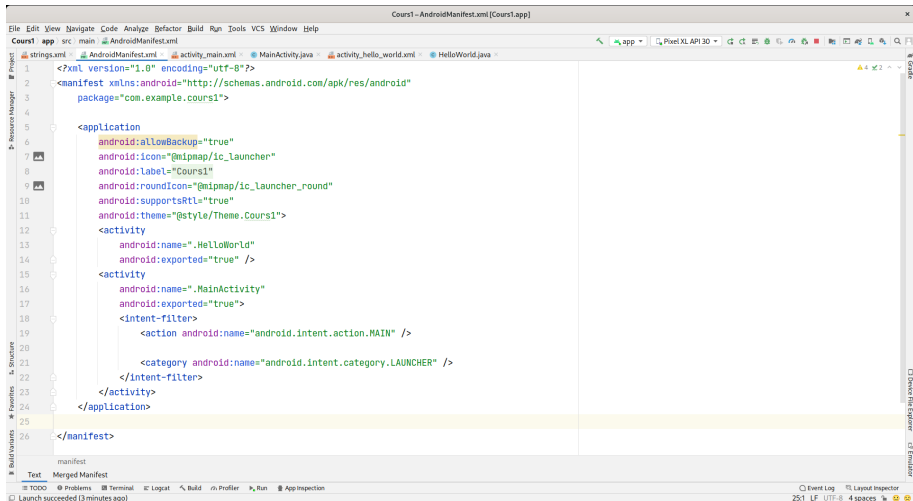 Cours1 – AndroidManifest.xml [Cours1.app]
File Edit View Navigate Code Analyze Refactor Build Run Tools VCS Window Help
Cours1 app src main AndroidManifest.xml app Pixel XL API 30
strings.xml AndroidManifest.xml activity_main.xml MainActivity.java activity_hello_world.xml HelloWorld.java
Project
Resource Manager
Structure
Favorites
Build Variants
1 <?xml version="1.0" encoding="utf-8"?>
2 <manifest xmlns:android="http://schemas.android.com/apk/res/android"
3 package="com.example.cours1">
4
5 <application
6 android:allowBackup="true"
7 android:icon="@mipmap/ic_launcher"
8 android:label="Cours1"
9 android:roundIcon="@mipmap/ic_launcher_round"
10 android:supportsRtl="true"
11 android:theme="@style/Theme.Cours1">
12 <activity
13 android:name=".HelloWorld"
14 android:exported="true" />
15 <activity
16 android:name=".MainActivity"
17 android:exported="true">
18 <intent-filter>
19 <action android:name="android.intent.action.MAIN" />
20
21 <category android:name="android.intent.category.LAUNCHER" />
22 </intent-filter>
23 </activity>
24 </application>
25
26 </manifest>
4 2
Gradle
Device File Explorer
Emulator
manifest
Text Merged Manifest
TODO Problems Terminal Logcat Build Profiler Run App Inspection Event Log Layout Inspector
Launch succeeded (3 minutes ago) 25:1 LF UTF-8 4 spaces